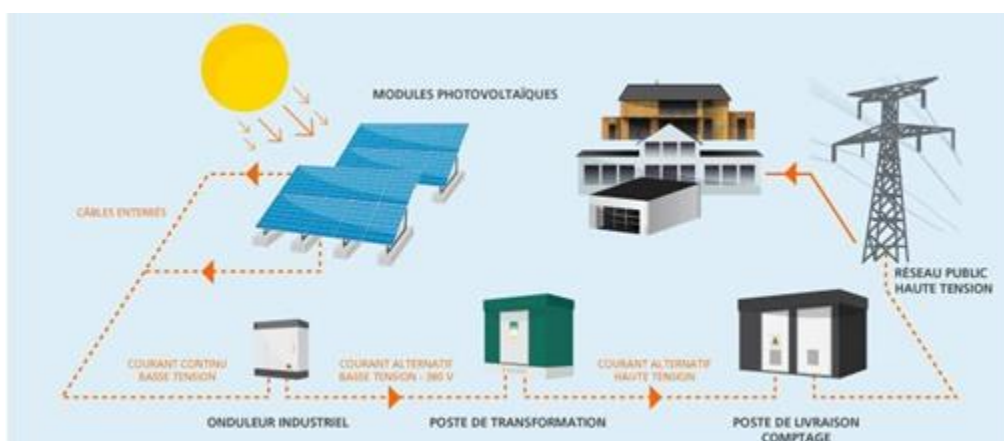 MODULES PHOTOVOLTAÏQUES
CÂBLES ENTERRÉS
RÉSEAU PUBLIC
HAUTE TENSION
COURANT CONTINU
BASSE TENSION
COURANT ALTERNATIF
BASSE TENSION - 380 V
COURANT ALTERNATIF
HAUTE TENSION
ONDULEUR INDUSTRIEL
POSTE DE TRANSFORMATION
POSTE DE LIVRAISON
COMPTAGE